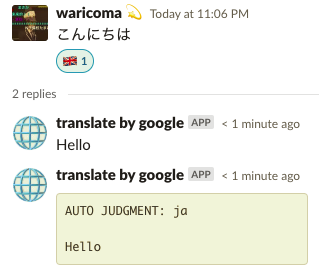 waricoma 💫 Today at 11:06 PM
こんにちは
🇬🇧 1
2 replies
translate by google APP < 1 minute ago
Hello
translate by google APP < 1 minute ago
AUTO JUDGMENT: ja
Hello